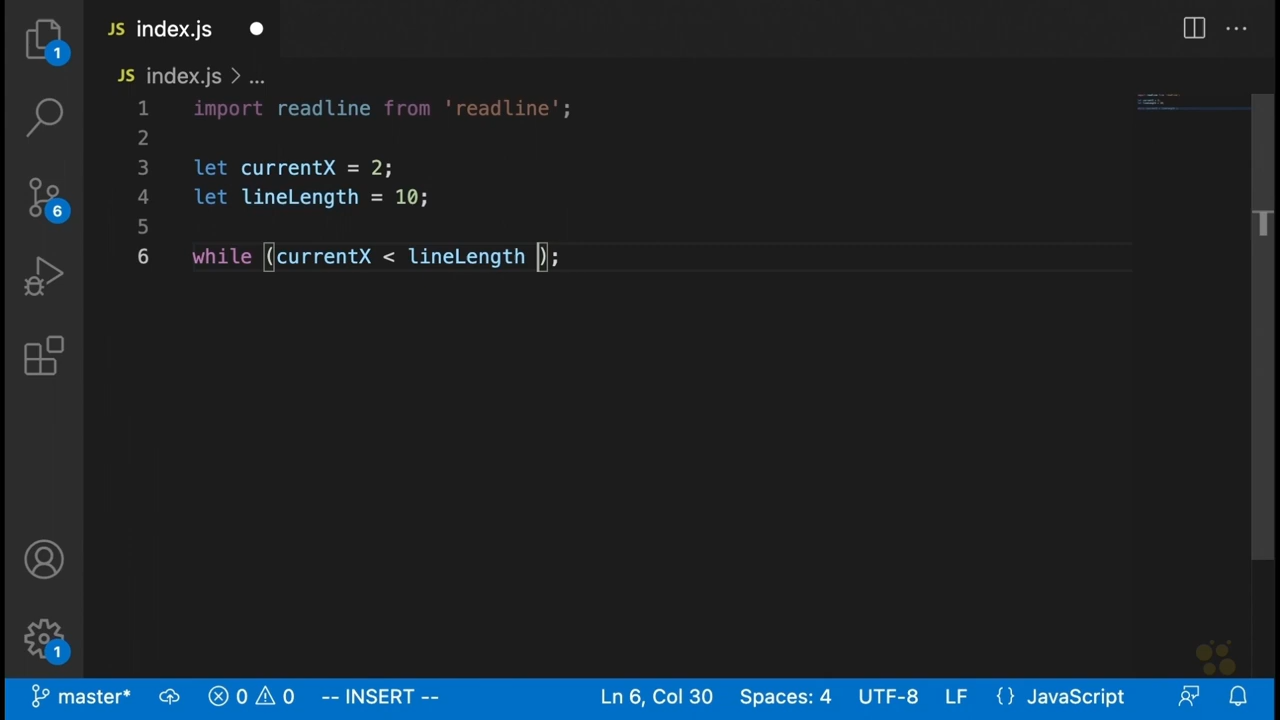 JS index.js
JS index.js > ...
1 import readline from 'readline';
2
3 let currentX = 2;
4 let lineLength = 10;
5
6 while (currentX < lineLength );
1
6
1
master* 0 0 -- INSERT -- Ln 6, Col 30 Spaces: 4 UTF-8 LF {} JavaScript